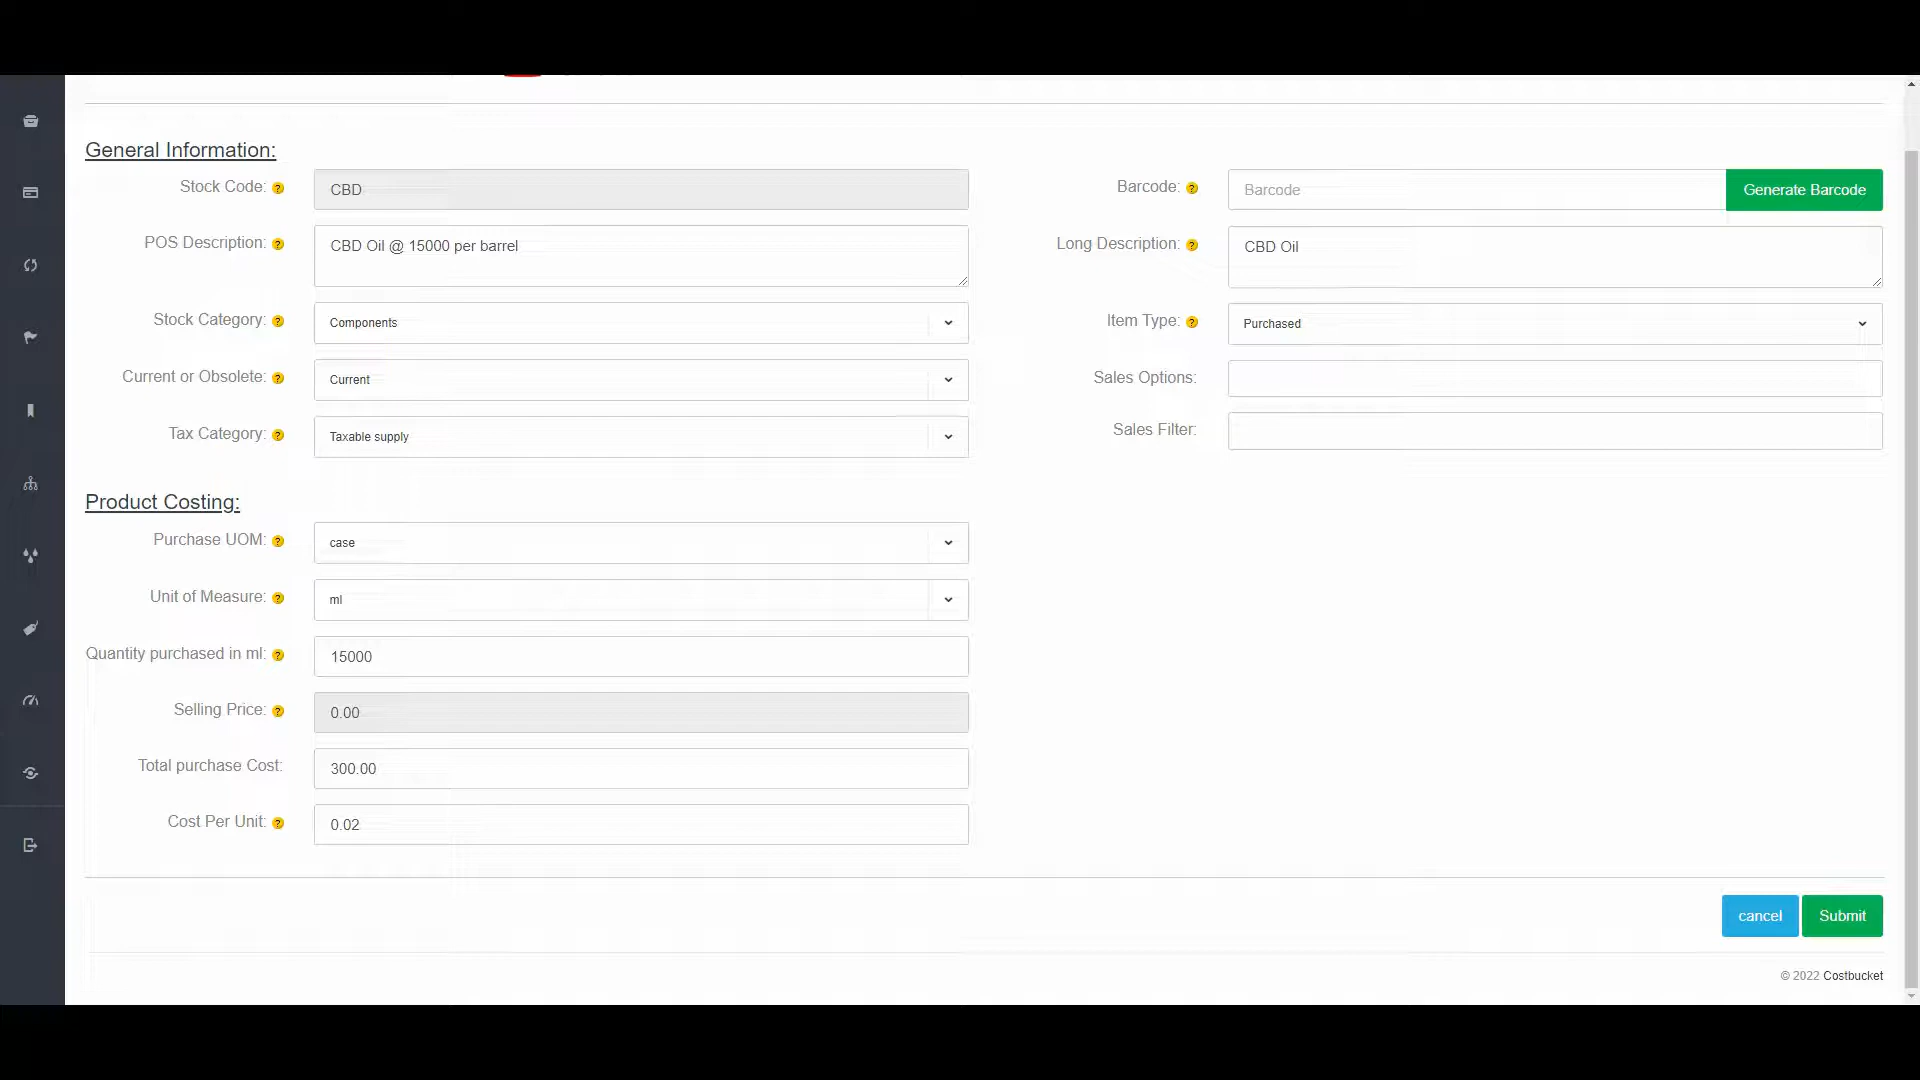 General Information:
Stock Code: ?
CBD
Barcode: ?
Barcode
Generate Barcode
POS Description: ?
CBD Oil @ 15000 per barrel
Long Description: ?
CBD Oil
Stock Category: ?
Components
Item Type: ?
Purchased
Current or Obsolete: ?
Current
Sales Options:
Tax Category: ?
Taxable supply
Sales Filter:
Product Costing:
Purchase UOM: ?
case
Unit of Measure: ?
ml
Quantity purchased in ml: ?
15000
Selling Price: ?
0.00
Total purchase Cost:
300.00
Cost Per Unit: ?
0.02
cancel
Submit
© 2022 Costbucket